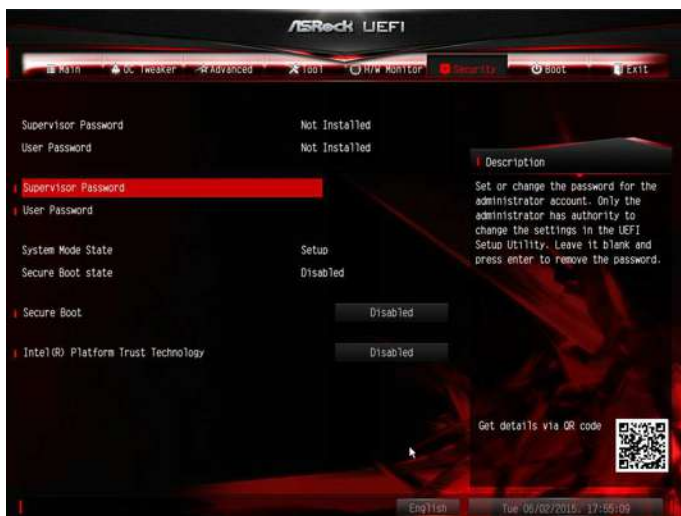 ASRock UEFI
Main OC Tweaker Advanced Tool H/W Monitor Security Boot Exit
Supervisor Password Not Installed
User Password Not Installed
Supervisor Password
User Password
System Mode State Setup
Secure Boot state Disabled
Secure Boot Disabled
Intel(R) Platform Trust Technology Disabled
Description
Set or change the password for the
administrator account. Only the
administrator has authority to
change the settings in the UEFI
Setup Utility. Leave it blank and
press enter to remove the password.
Get details via QR code
English Tue 06/02/2015. 17:55:09